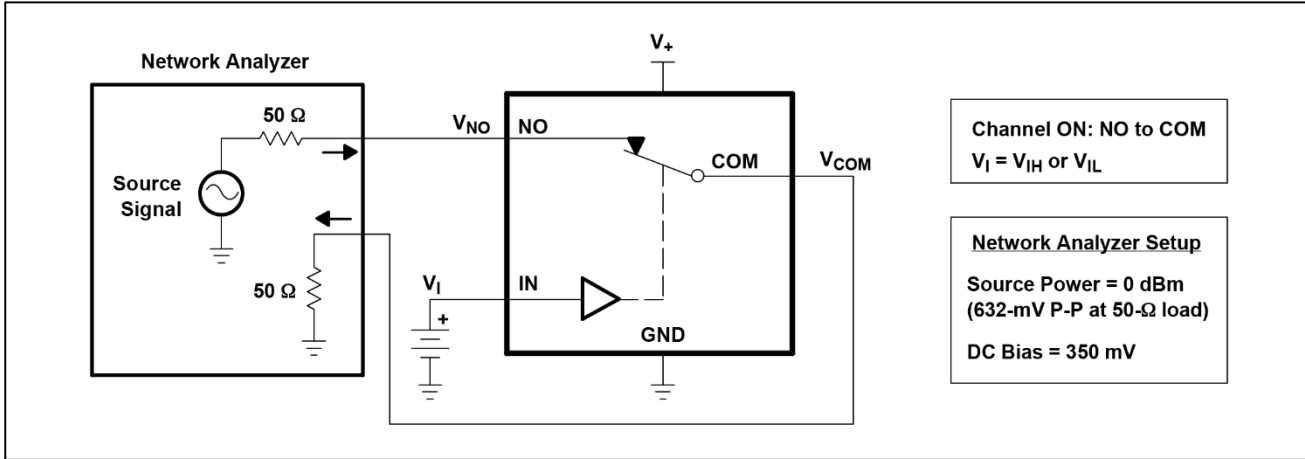 Network Analyzer
50 Ω
Source
Signal
50 Ω
V+
VNO
NO
COM
VCOM
VI
+
IN
GND
Channel ON: NO to COM
VI = VIH or VIL
Network Analyzer Setup
Source Power = 0 dBm
(632-mV P-P at 50-Ω load)
DC Bias = 350 mV